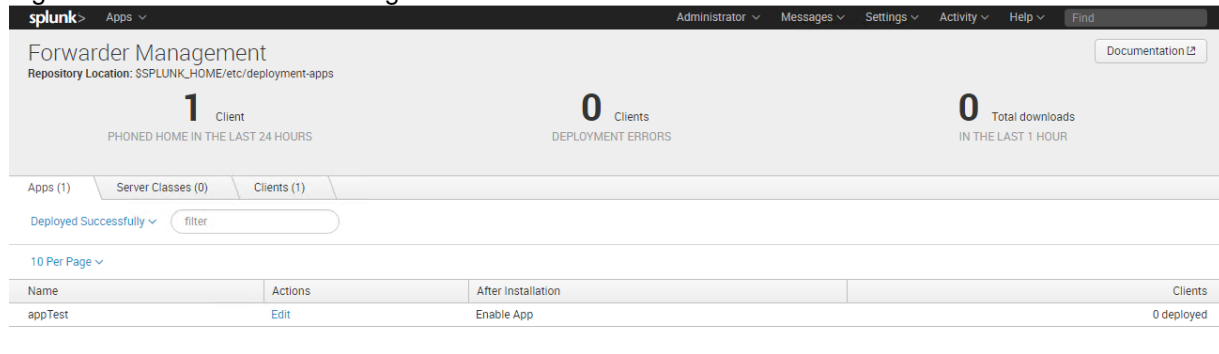 splunk> Apps Administrator Messages Settings Activity Help Find
Forwarder Management
Documentation
Repository Location: $SPLUNK_HOME/etc/deployment-apps
1 Client
PHONED HOME IN THE LAST 24 HOURS
0 Clients
DEPLOYMENT ERRORS
0 Total downloads
IN THE LAST 1 HOUR
Apps (1) Server Classes (0) Clients (1)
Deployed Successfully filter
10 Per Page
Name Actions After Installation Clients
appTest Edit Enable App 0 deployed